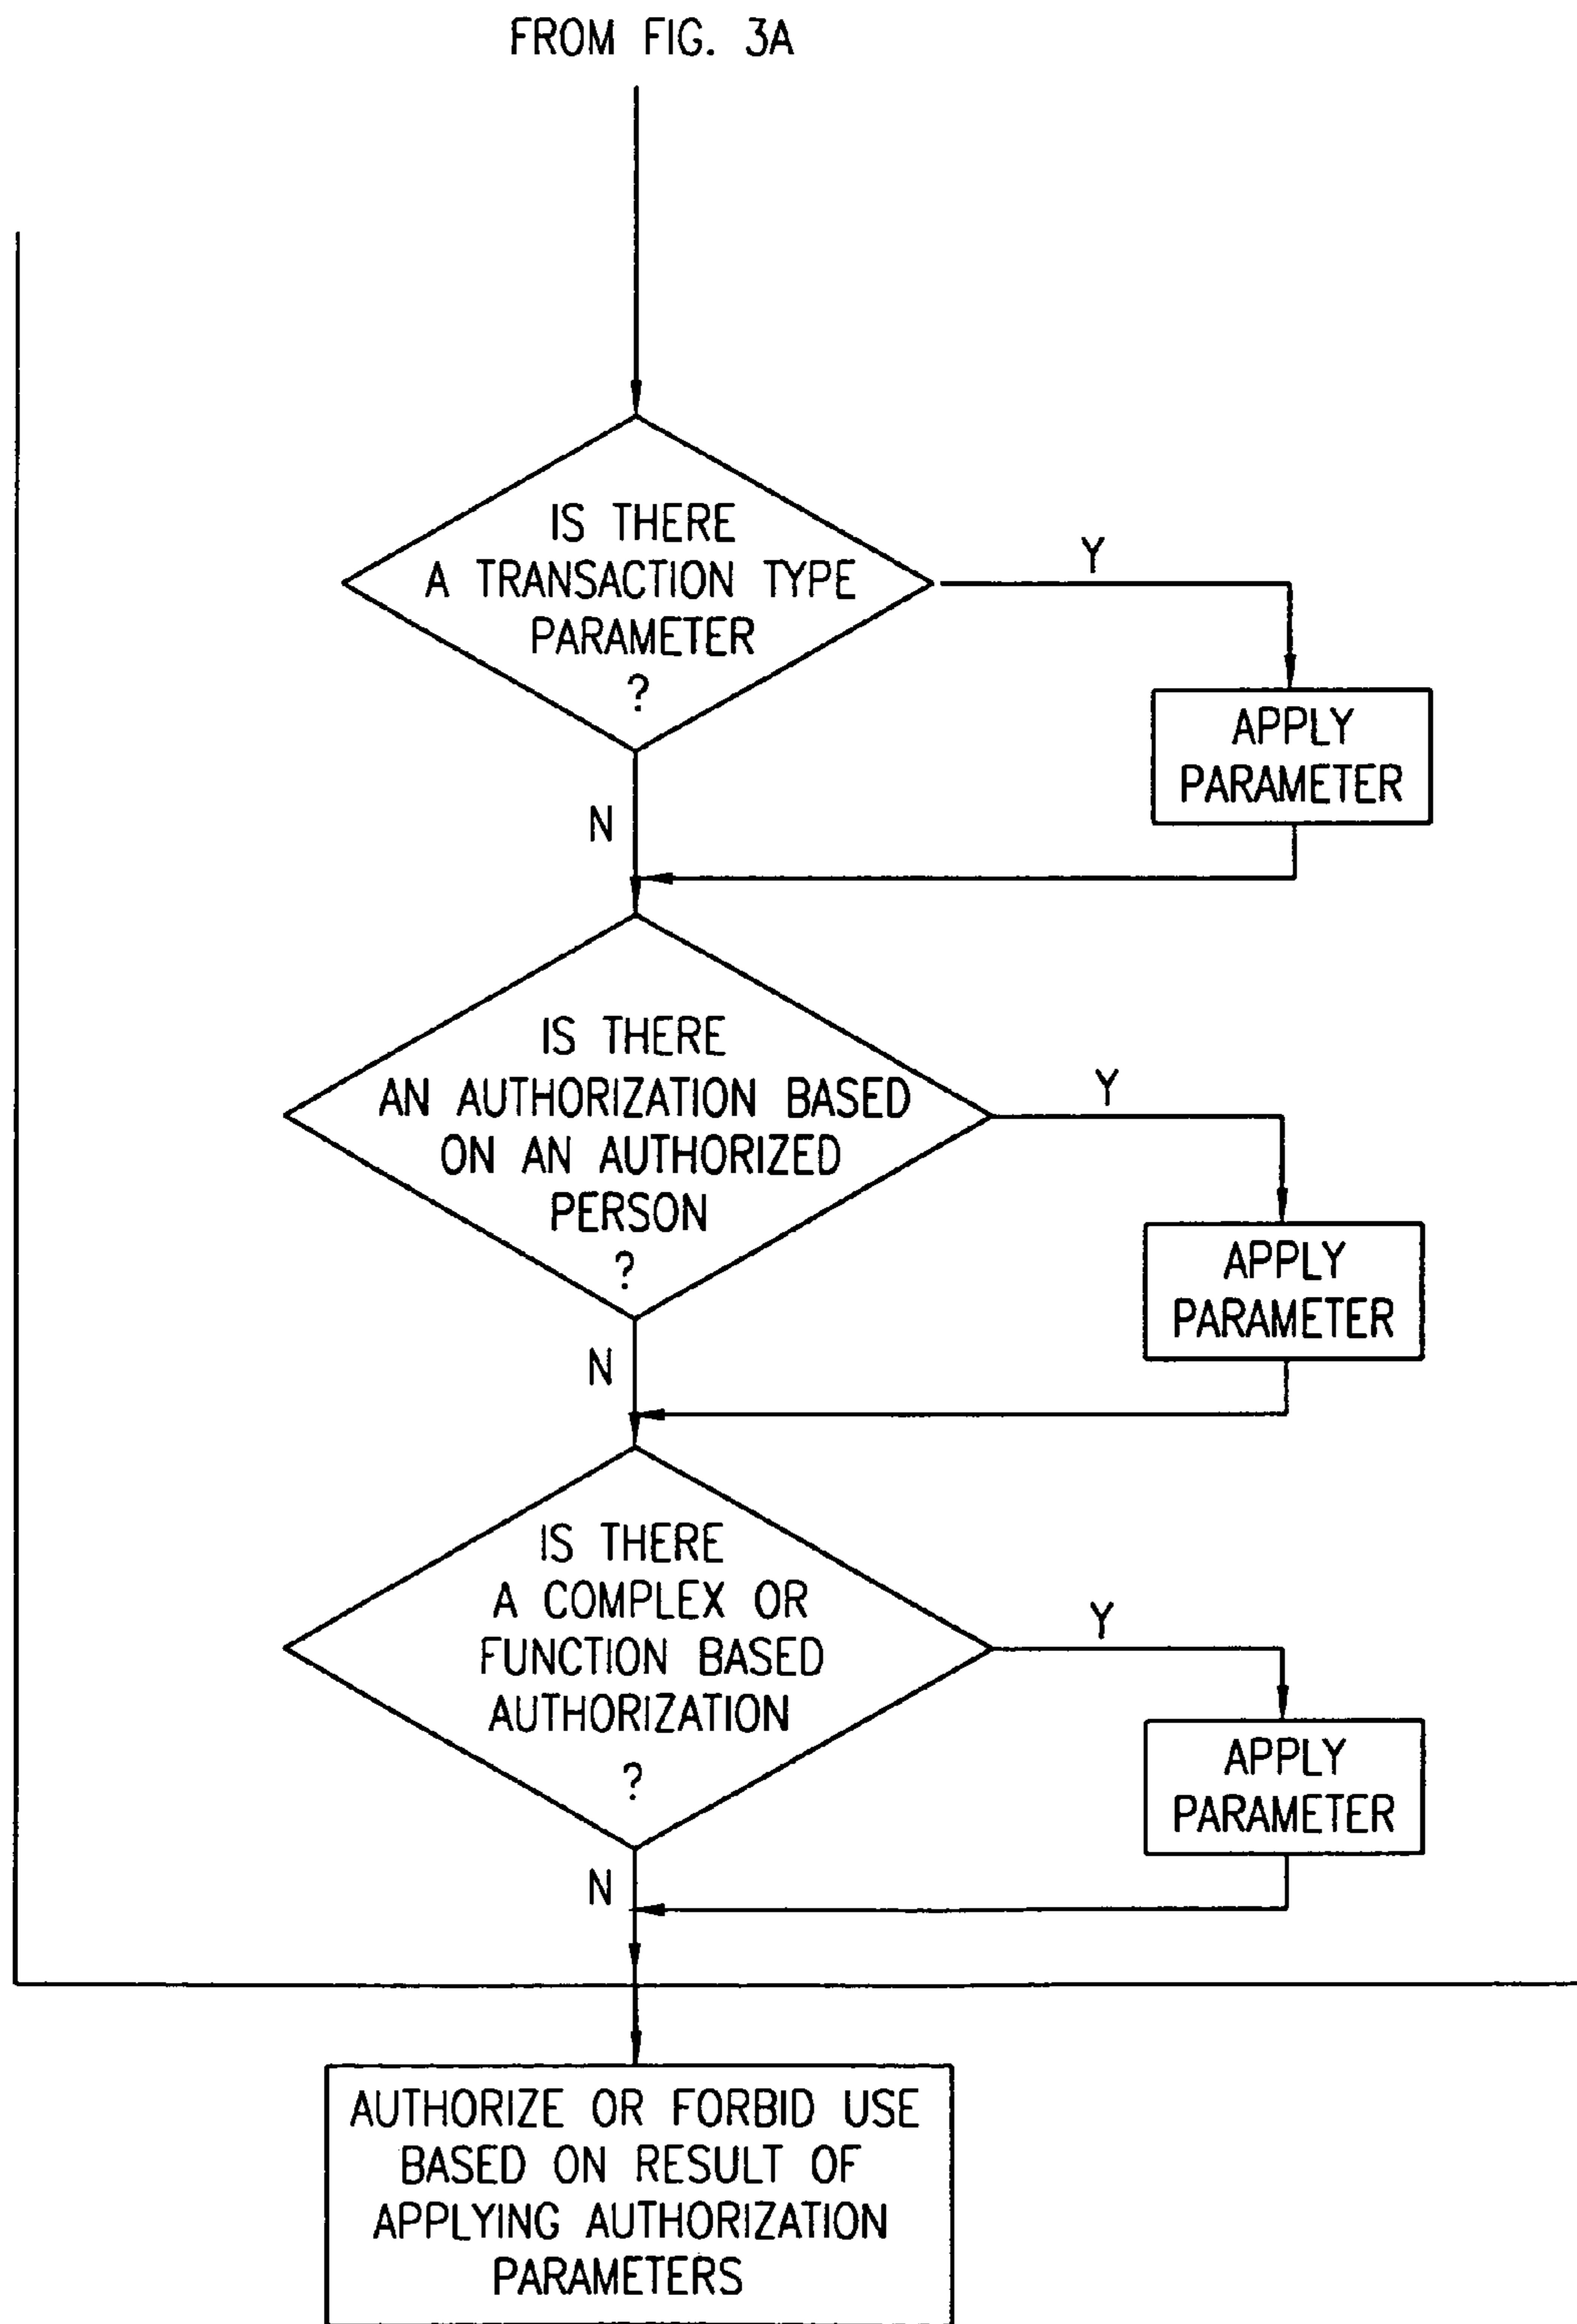 FROM FIG. 3A
IS THERE
A TRANSACTION TYPE
PARAMETER
?
Y
APPLY
PARAMETER
N
IS THERE
AN AUTHORIZATION BASED
ON AN AUTHORIZED
PERSON
?
Y
APPLY
PARAMETER
N
IS THERE
A COMPLEX OR
FUNCTION BASED
AUTHORIZATION
?
Y
APPLY
PARAMETER
N
AUTHORIZE OR FORBID USE
BASED ON RESULT OF
APPLYING AUTHORIZATION
PARAMETERS